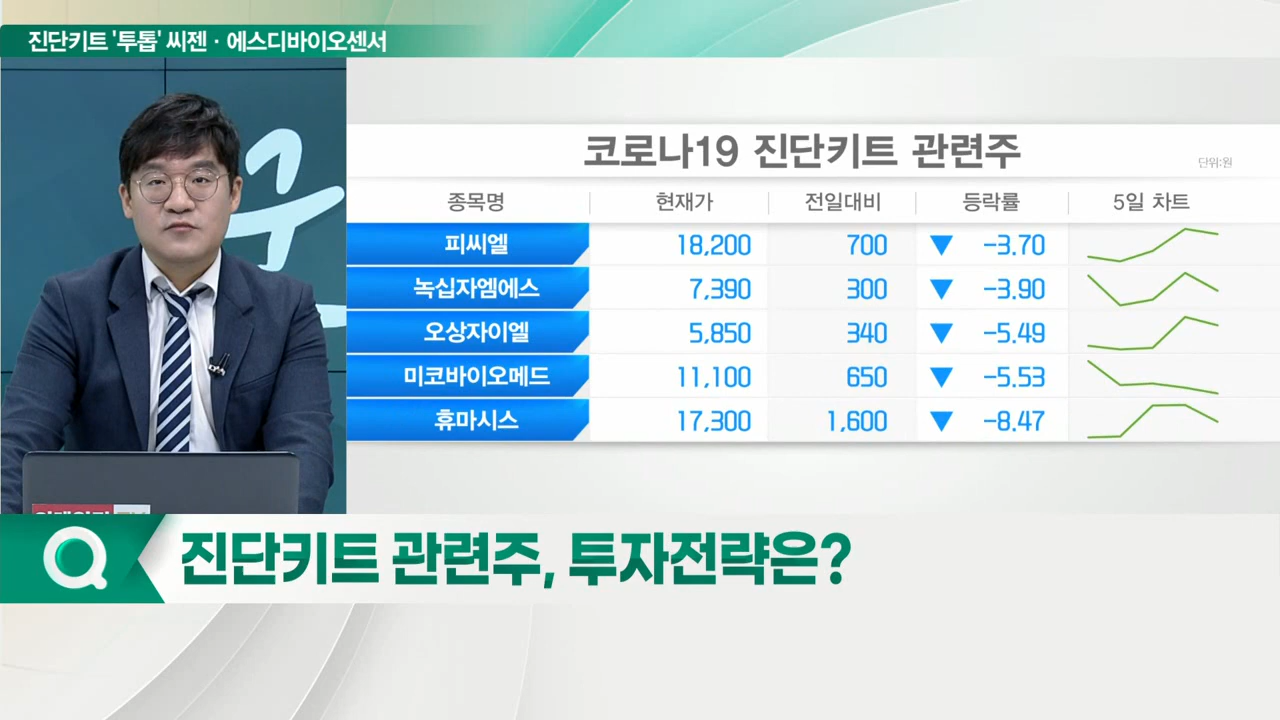 진단키트 '투톱' 씨젠 · 에스디바이오센서
코로나19 진단키트 관련주
단위:원
종목명 현재가 전일대비 등락률 5일 차트
피씨엘 18,200 700 ▼ -3.70
녹십자엠에스 7,390 300 ▼ -3.90
오상자이엘 5,850 340 ▼ -5.49
미코바이오메드 11,100 650 ▼ -5.53
휴마시스 17,300 1,600 ▼ -8.47
Q 진단키트 관련주, 투자전략은?